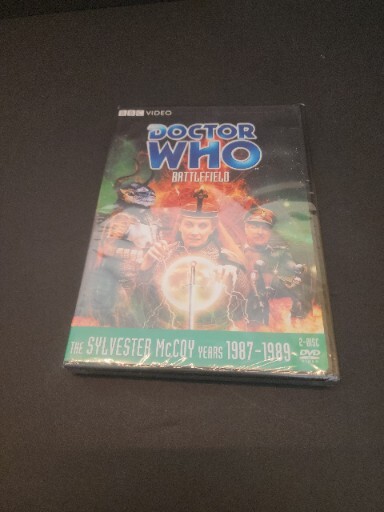 BBC VIDEO
DOCTOR
WHO
BATTLEFIELD
THE SYLVESTER McCOY YEARS 1987-1989
2-DISC
DVD